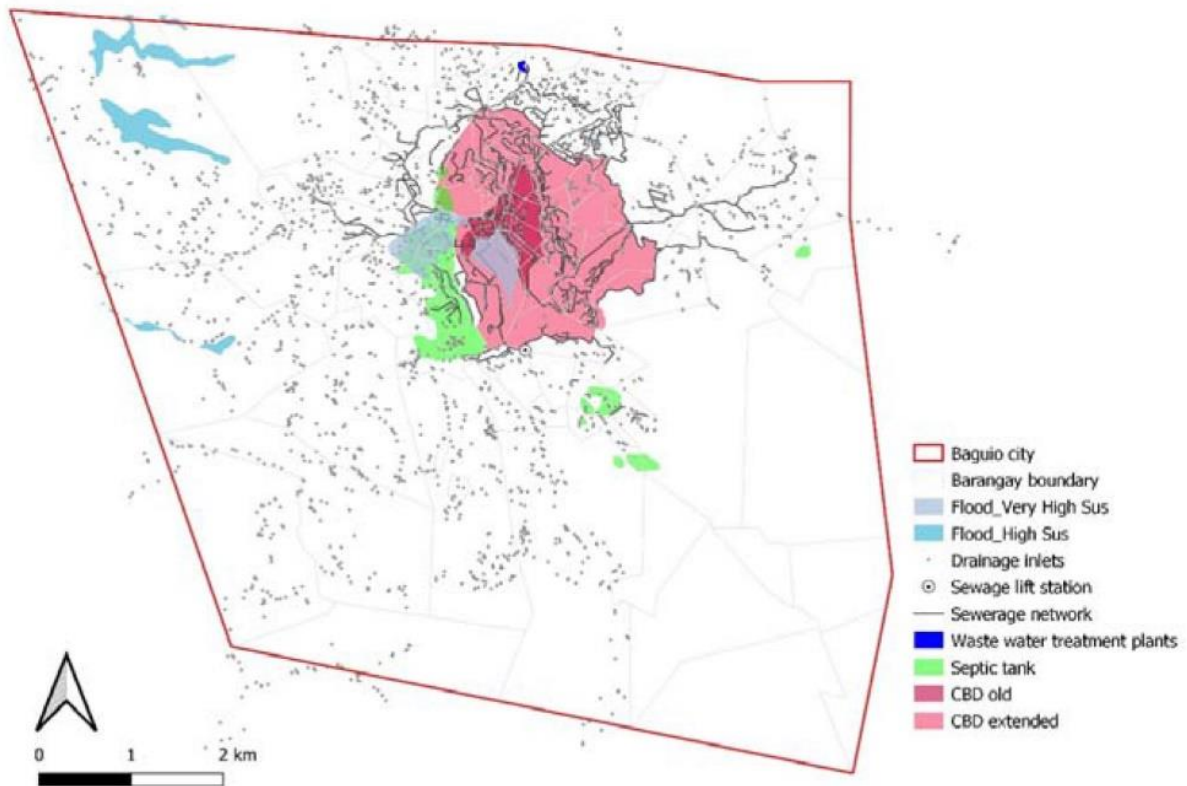 Baguio city
Barangay boundary
Flood_Very High Sus
Flood_High Sus
Drainage inlets
Sewage lift station
Sewerage network
Waste water treatment plants
Septic tank
CBD old
CBD extended
0 1 2 km